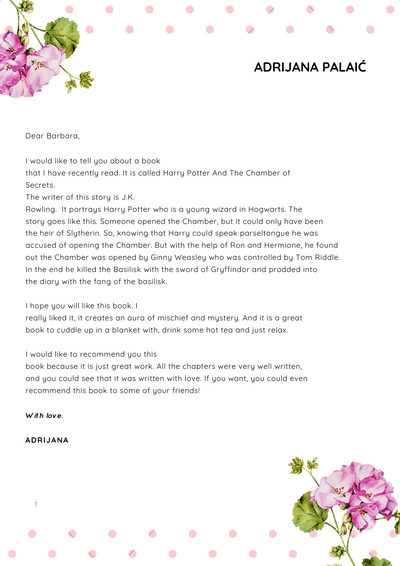 ADRIJANA PALAIĆ
Dear Barbara,
I would like to tell you about a book
that I have recently read. It is called Harry Potter And The Chamber of
Secrets.
The writer of this story is J.K.
Rowling. It portrays Harry Potter who is a young wizard in Hogwarts. The
story goes like this. Someone opened the Chamber, but it could only have been
the heir of Slytherin. So, knowing that Harry could speak parseltongue he was
accused of opening the Chamber. But with the help of Ron and Hermione, he found
out the Chamber was opened by Ginny Weasley who was controlled by Tom Riddle.
In the end he killed the Basilisk with the sword of Gryffindor and prodded into
the diary with the fang of the basilisk.
I hope you will like this book. I
really liked it, it creates an aura of mischief and mystery. And it is a great
book to cuddle up in a blanket with, drink some hot tea and just relax.
I would like to recommend you this
book because it is just great work. All the chapters were very well written,
and you could see that it was written with love. If you want, you could even
recommend this book to some of your friends!
With love,
ADRIJANA
1